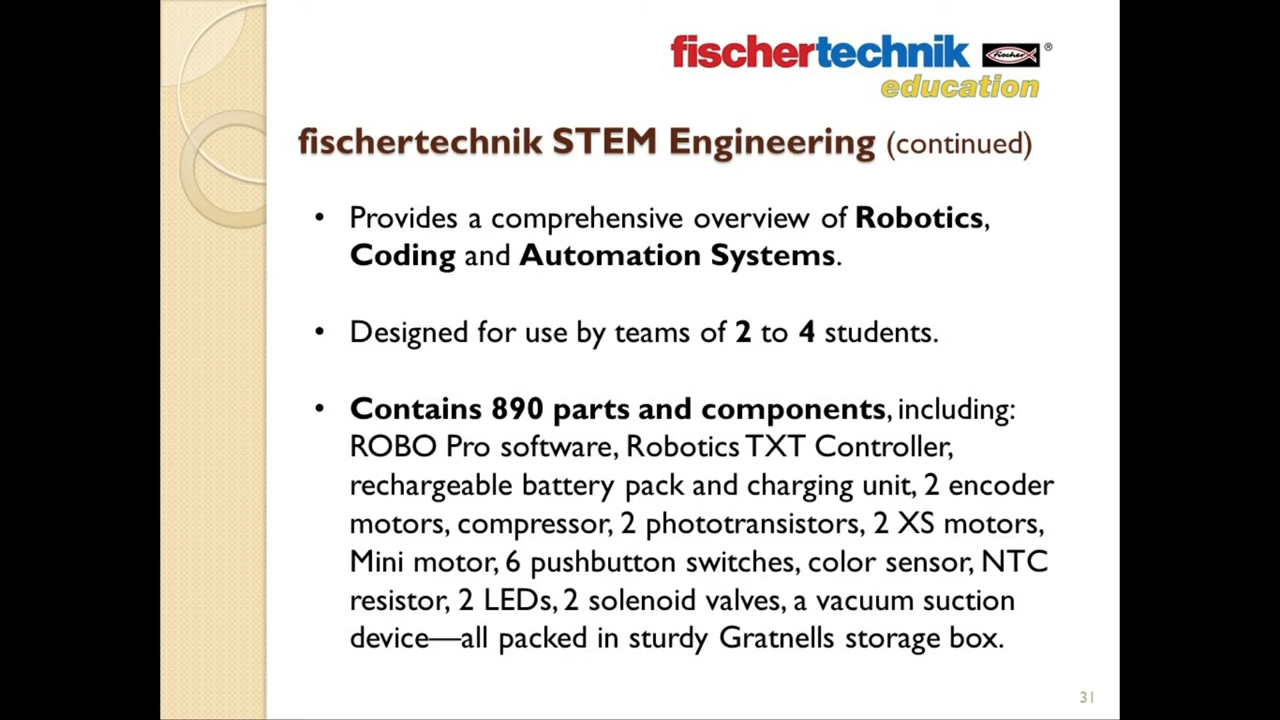 fischertechnik fischer ®
education
fischertechnik STEM Engineering (continued)
• Provides a comprehensive overview of Robotics,
Coding and Automation Systems.
• Designed for use by teams of 2 to 4 students.
• Contains 890 parts and components, including:
ROBO Pro software, Robotics TXT Controller,
rechargeable battery pack and charging unit, 2 encoder
motors, compressor, 2 phototransistors, 2 XS motors,
Mini motor, 6 pushbutton switches, color sensor, NTC
resistor, 2 LEDs, 2 solenoid valves, a vacuum suction
device—all packed in sturdy Gratnells storage box.
31